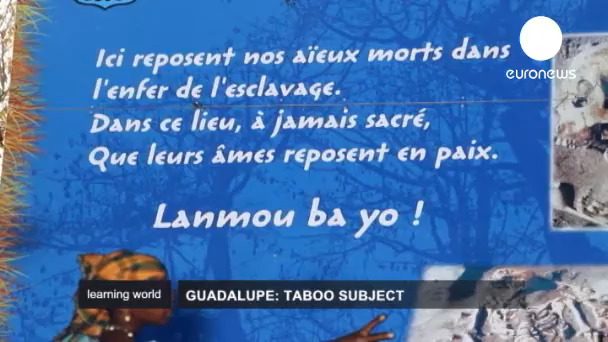 euronews
Ici reposent nos aïeux morts dans
l'enfer de l'esclavage.
Dans ce lieu, à jamais sacré,
Que leurs âmes reposent en paix.
Lanmou ba yo !
learning world
GUADALUPE: TABOO SUBJECT